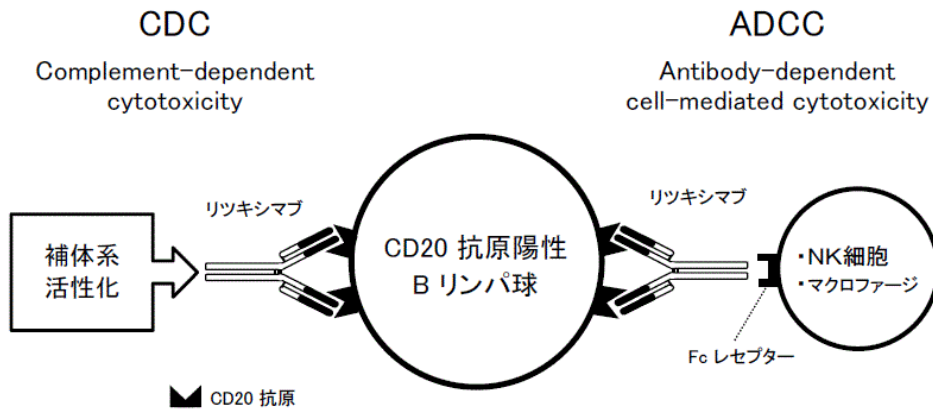 CDC
Complement-dependent
cytotoxicity
ADCC
Antibody-dependent
cell-mediated cytotoxicity
リツキシマブ
リツキシマブ
補体系
活性化
CD20 抗原陽性
B リンパ球
・NK細胞
・マクロファージ
Fc レセプター
CD20 抗原